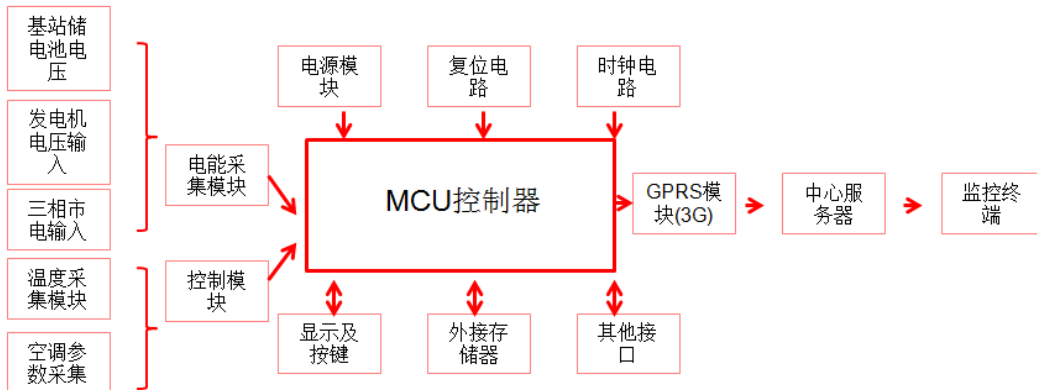 基站储
电池电
压
发电机
电压输
入
三相市
电输入
温度采
集模块
空调参
数采集
电能采
集模块
控制模
块
电源模
块
复位电
路
时钟电
路
MCU控制器
显示及
按键
外接存
储器
其他接
口
GPRS模
块(3G)
中心服
务器
监控终
端